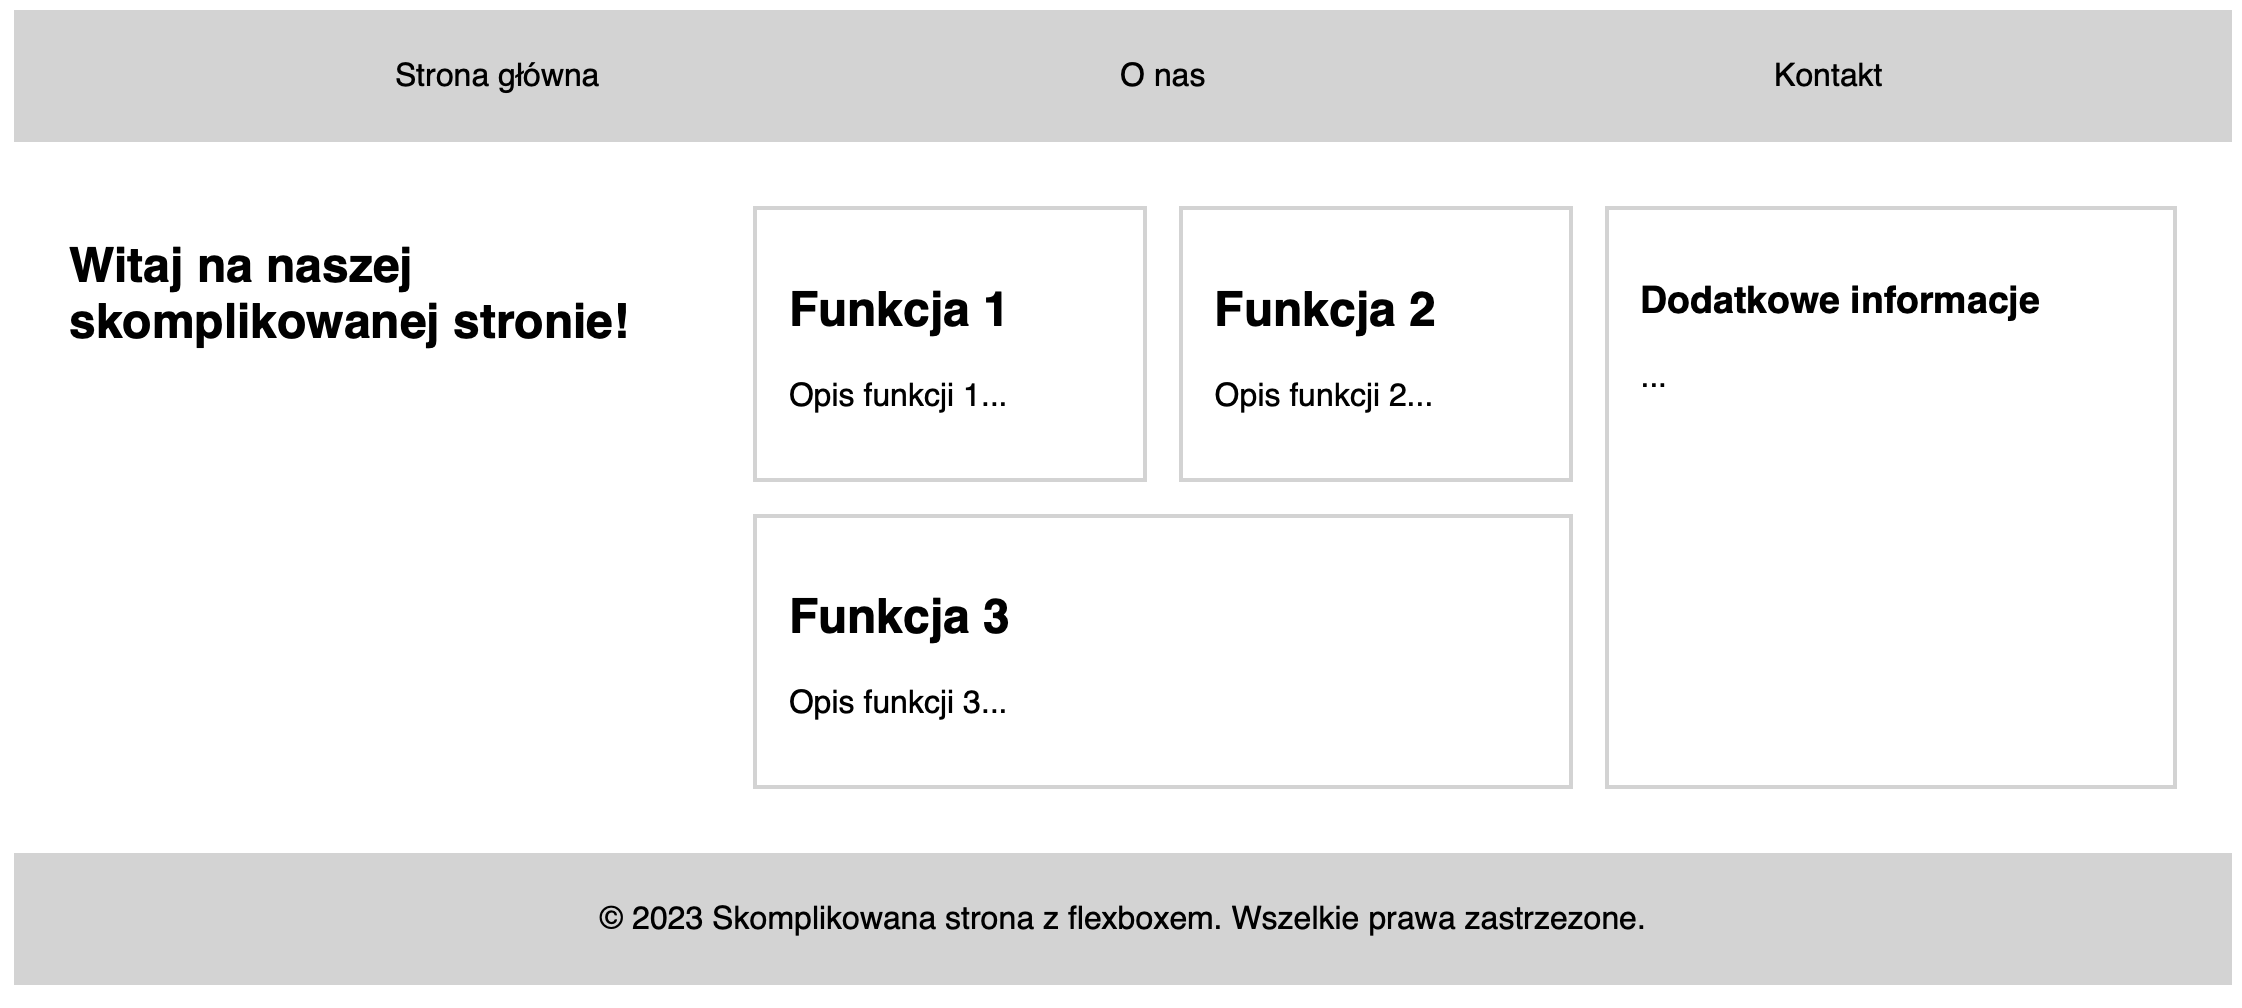 Strona główna
O nas
Kontakt
Witaj na naszej
skomplikowanej stronie!
Funkcja 1
Opis funkcji 1...
Funkcja 2
Opis funkcji 2...
Dodatkowe informacje
...
Funkcja 3
Opis funkcji 3...
© 2023 Skomplikowana strona z flexboxem. Wszelkie prawa zastrzezone.